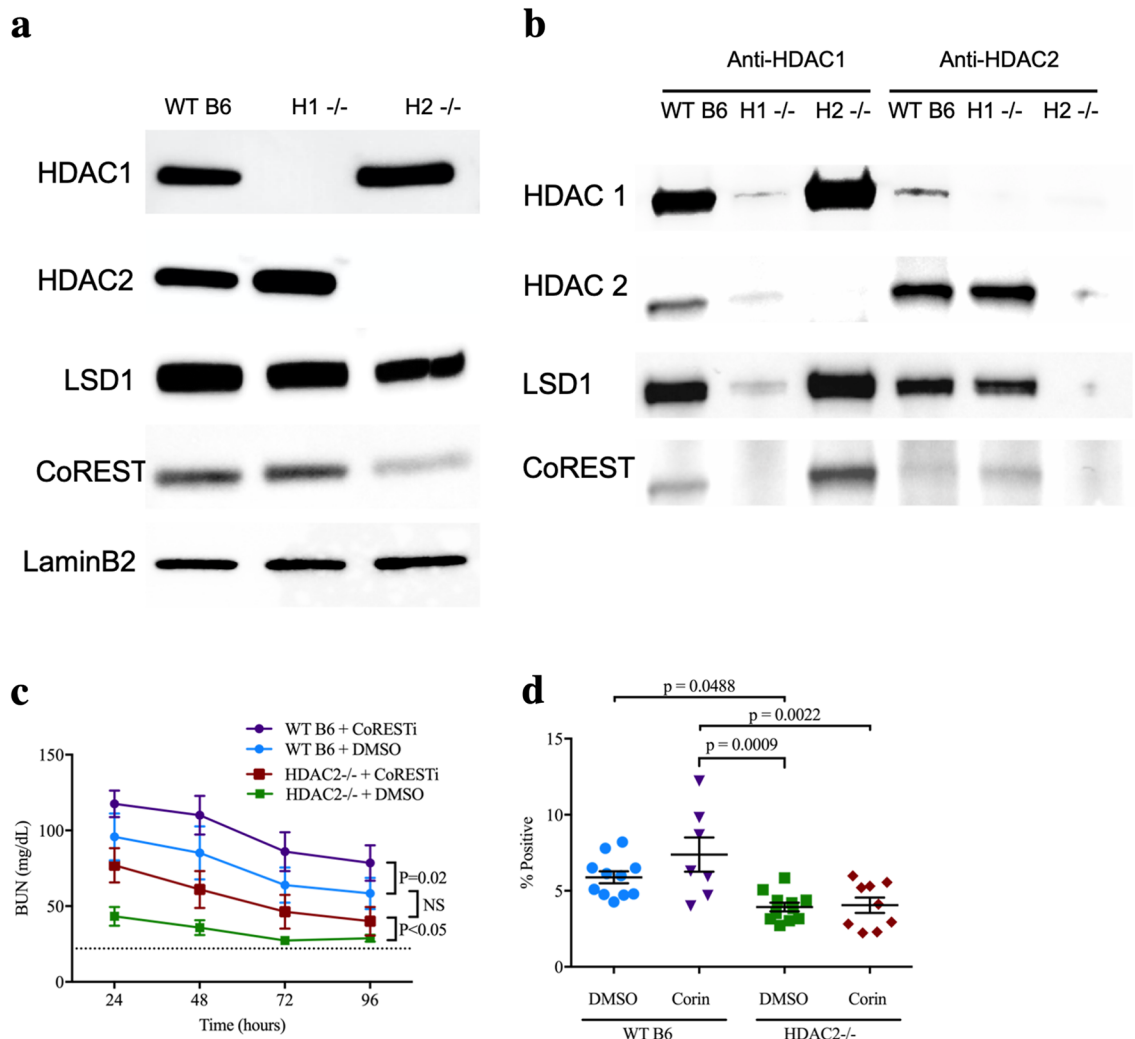 a
WT B6 H1 -/- H2 -/-
HDAC1
HDAC2
LSD1
CoREST
LaminB2
b
Anti-HDAC1 Anti-HDAC2
WT B6 H1 -/- H2 -/- WT B6 H1 -/- H2 -/-
HDAC 1
HDAC 2
LSD1
CoREST
c
WT B6 + CoRESTi
WT B6 + DMSO
HDAC2-/- + CoRESTi
HDAC2-/- + DMSO
BUN (mg/dL)
150
100
50
0
P=0.02
NS
P<0.05
24 48 72 96
Time (hours)
d
p = 0.0488
p = 0.0022
p = 0.0009
% Positive
15
10
5
0
DMSO Corin DMSO Corin
WT B6 HDAC2-/-